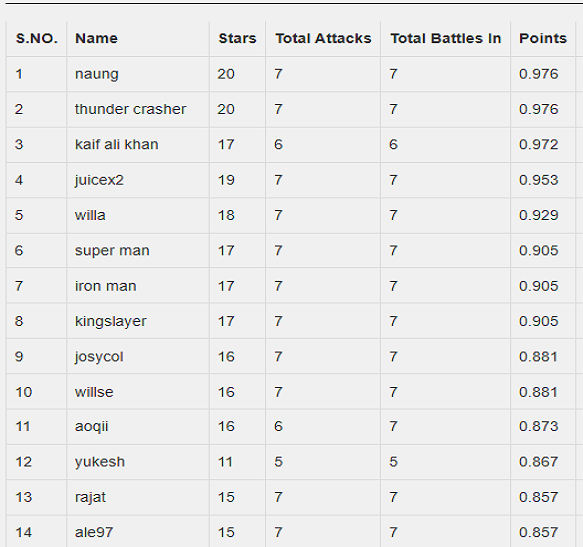 S.NO. Name Stars Total Attacks Total Battles In Points
1 naung 20 7 7 0.976
2 thunder crasher 20 7 7 0.976
3 kaif ali khan 17 6 6 0.972
4 juicex2 19 7 7 0.953
5 willa 18 7 7 0.929
6 super man 17 7 7 0.905
7 iron man 17 7 7 0.905
8 kingslayer 17 7 7 0.905
9 josycol 16 7 7 0.881
10 willse 16 7 7 0.881
11 aoqii 16 6 7 0.873
12 yukesh 11 5 5 0.867
13 rajat 15 7 7 0.857
14 ale97 15 7 7 0.857